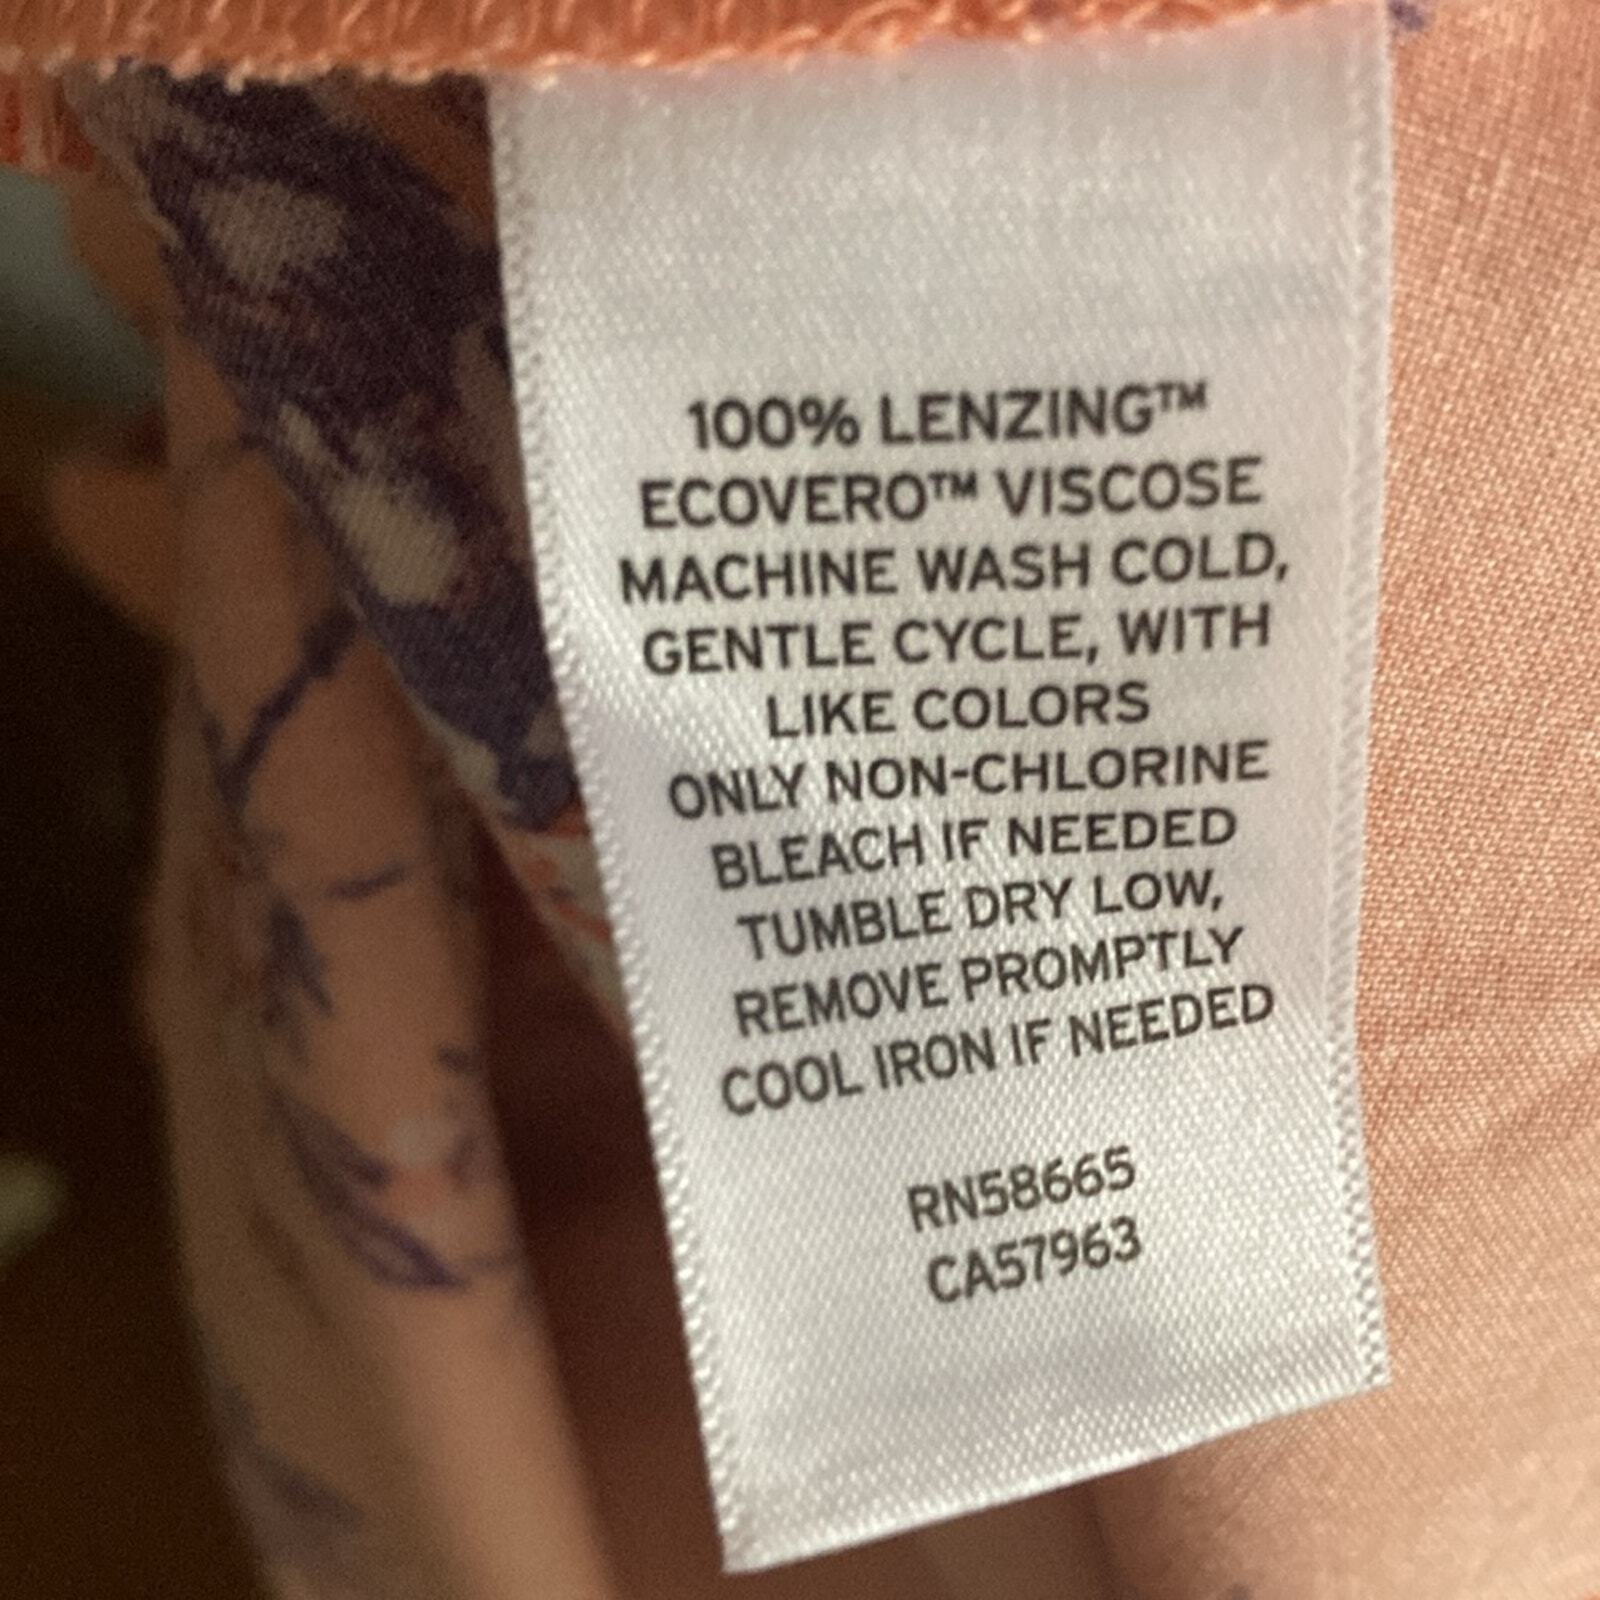 100% LENZING™
ECOVERO™ VISCOSE
MACHINE WASH COLD,
GENTLE CYCLE, WITH
LIKE COLORS
ONLY NON-CHLORINE
BLEACH IF NEEDED
TUMBLE DRY LOW,
REMOVE PROMPTLY
COOL IRON IF NEEDED
RN58665
CA57963